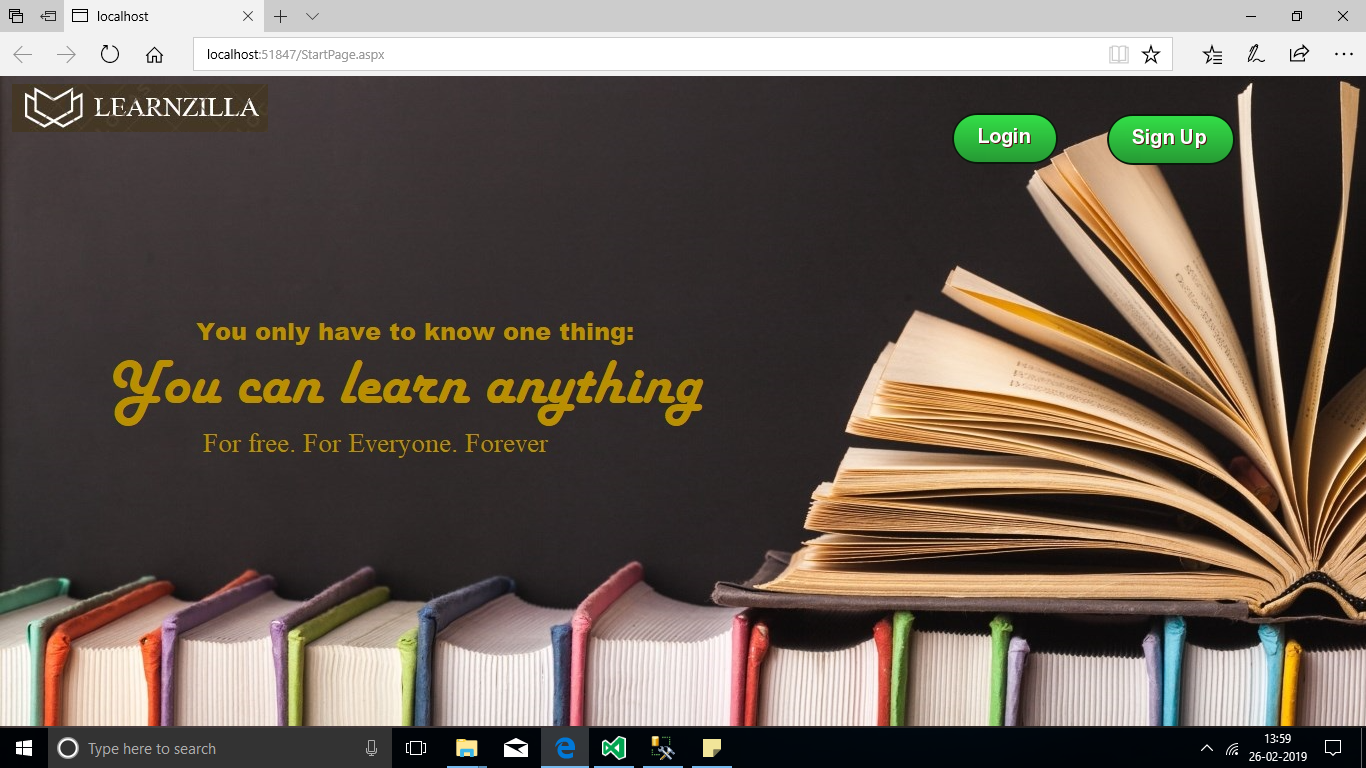 localhost
localhost:51847/StartPage.aspx
LEARNZILLA
Login
Sign Up
You only have to know one thing:
You can learn anything
For free. For Everyone. Forever
Type here to search
13:59
26-02-2019